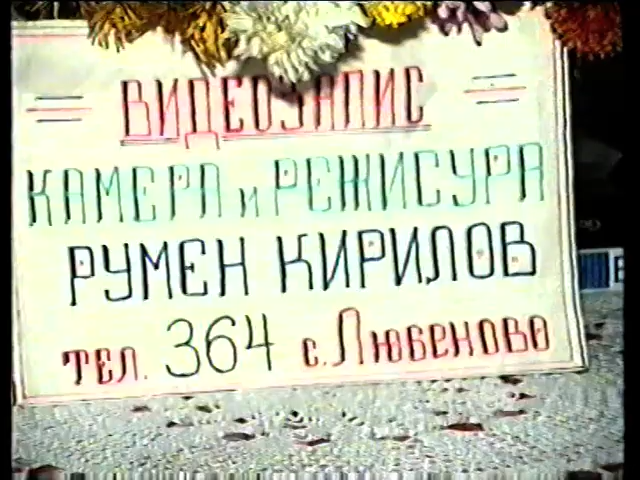 = ВИДЕОЗАПИС =
КАМЕРА и РЕЖИСУРА
РУМЕН КИРИЛОВ
тел. 364 с. Любеново